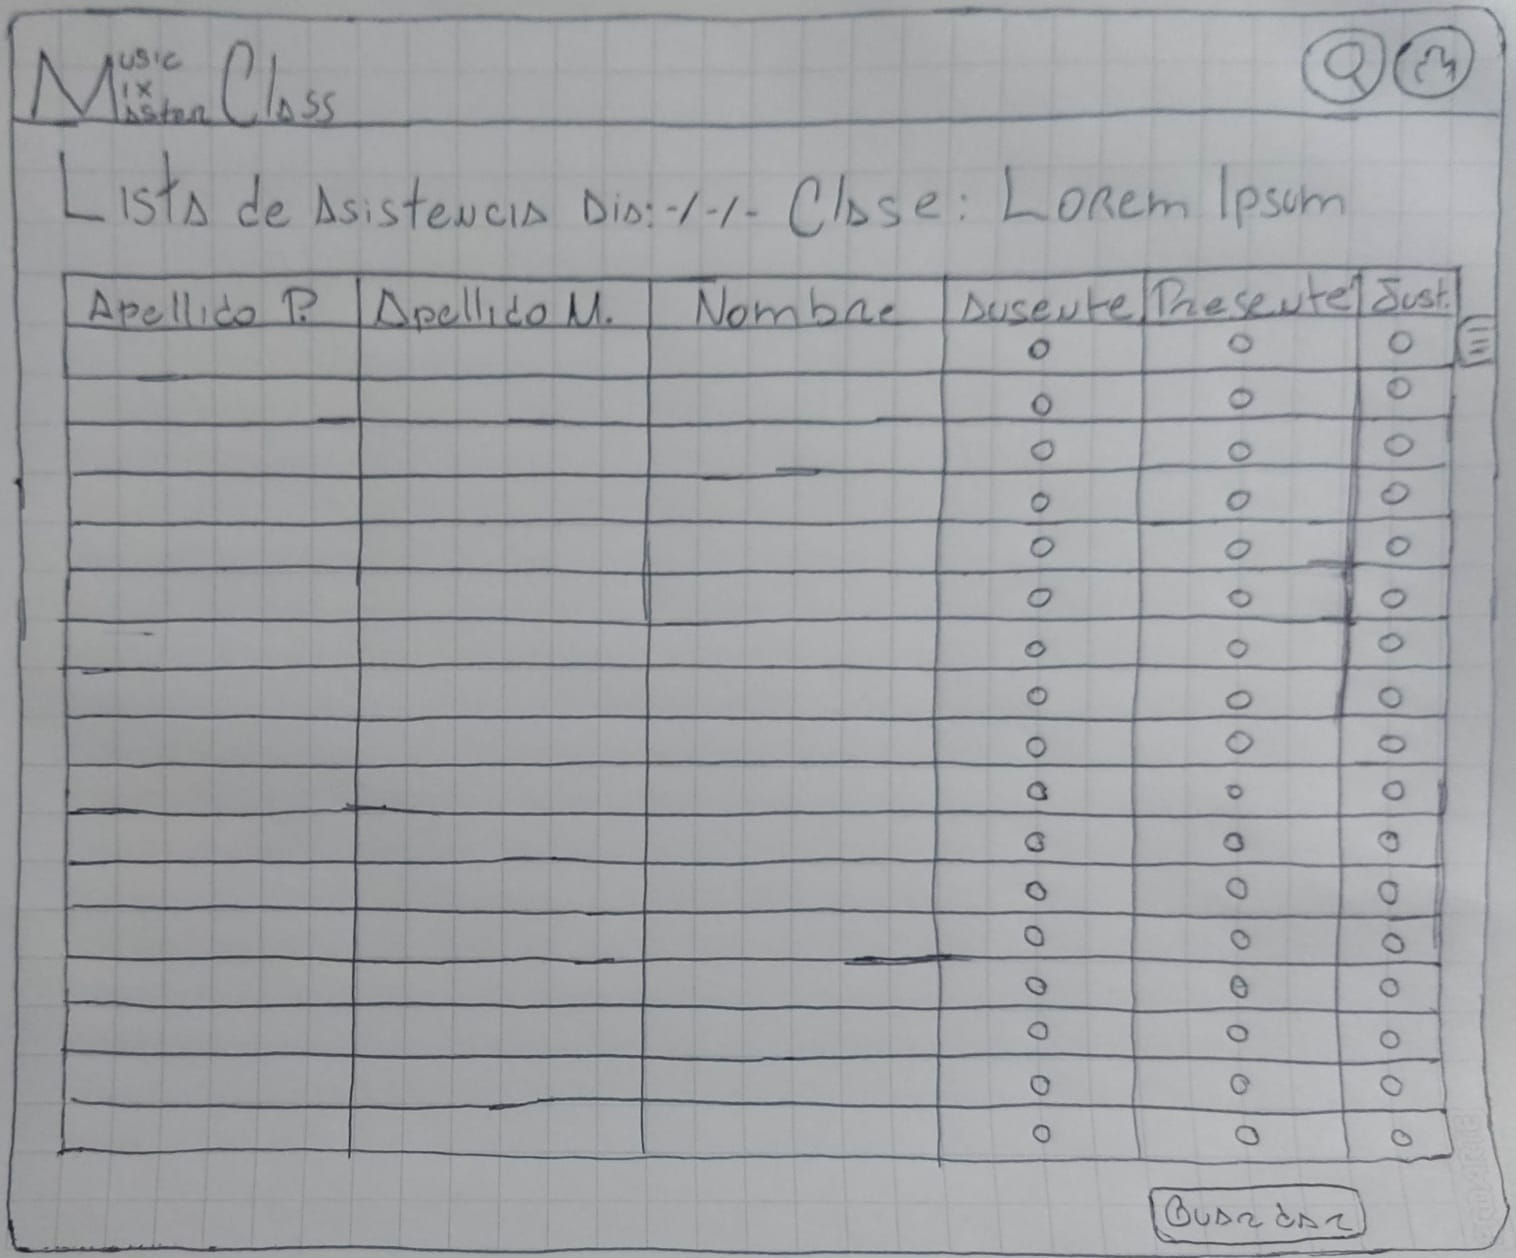 Music Mix Master Class
Lista de Asistencia Dia: -/-/- Clase: Lorem Ipsum
Apellido P. Apellido M. Nombre Ausente Presente Just.
Guardar